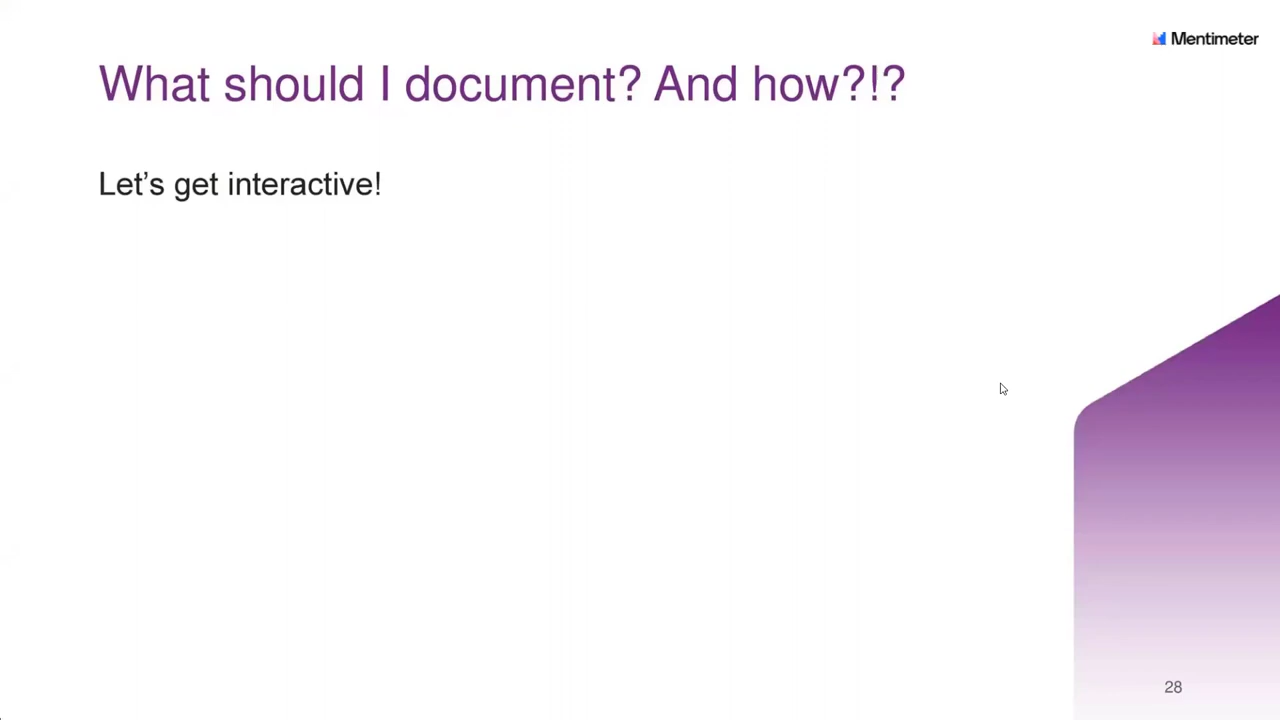 Mentimeter
What should I document? And how?!?
Let’s get interactive!
28